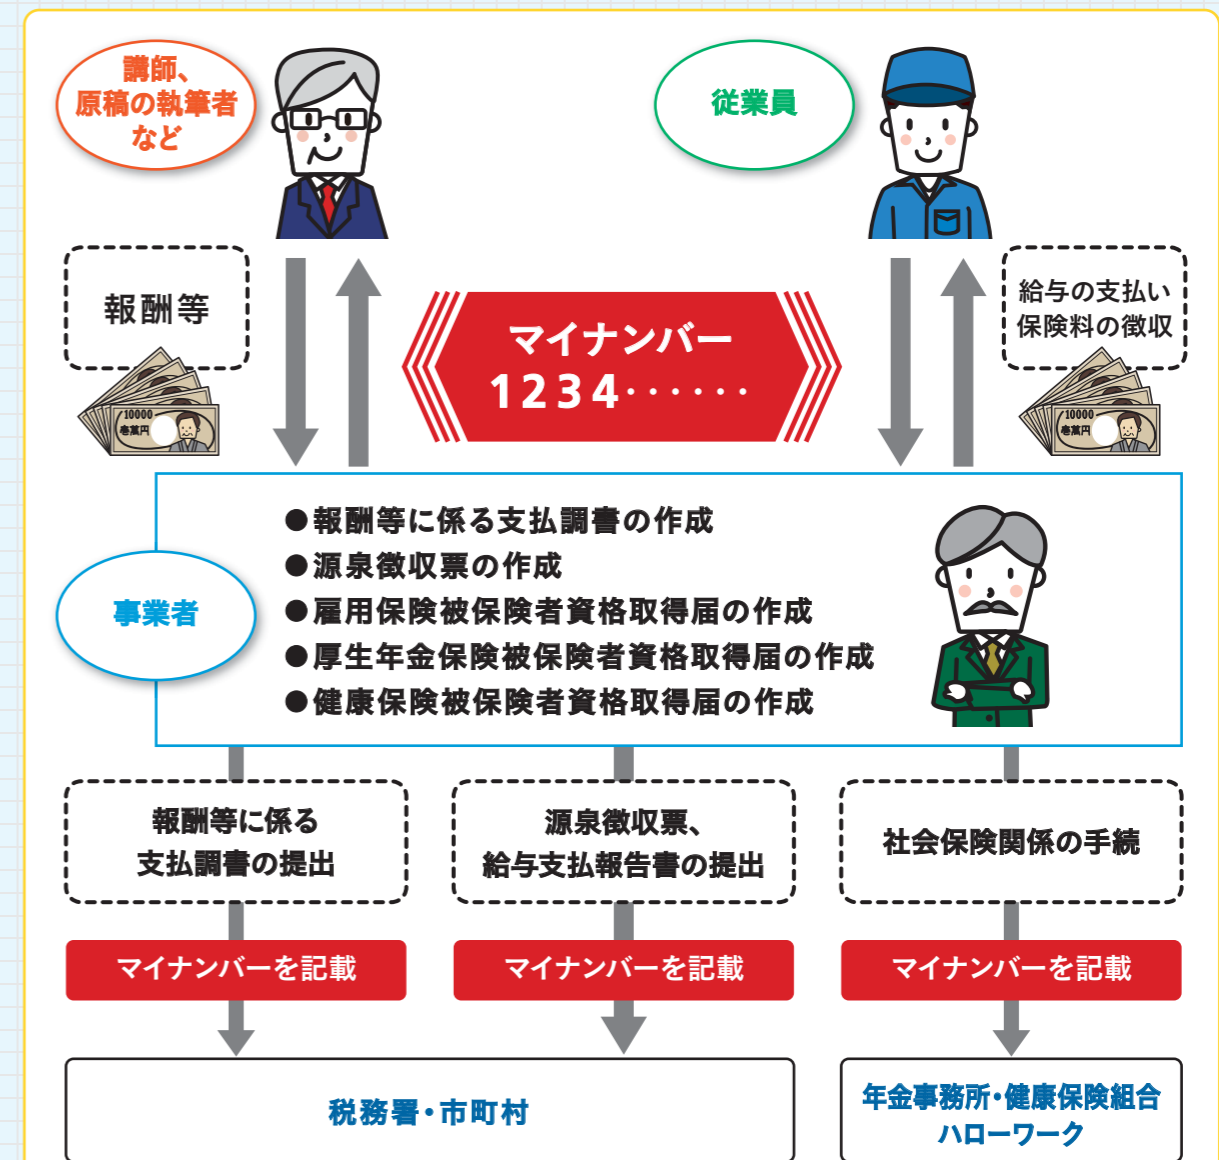 講師、
原稿の執筆者
など
従業員
報酬等
給与の支払い
保険料の徴収
マイナンバー
1234・・・・・・
10000
壱萬円
10000
壱萬円
事業者
●報酬等に係る支払調書の作成
●源泉徴収票の作成
●雇用保険被保険者資格取得届の作成
●厚生年金保険被保険者資格取得届の作成
●健康保険被保険者資格取得届の作成
報酬等に係る
支払調書の提出
源泉徴収票、
給与支払報告書の提出
社会保険関係の手続
マイナンバーを記載
マイナンバーを記載
マイナンバーを記載
税務署・市町村
年金事務所・健康保険組合
ハローワーク